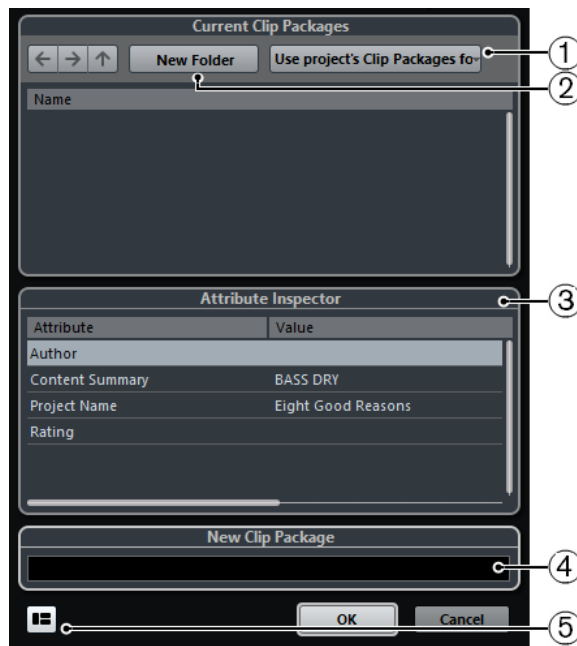 Current Clip Packages
New Folder
Use project's Clip Packages fo
1
2
Name
Attribute Inspector
3
Attribute Value
Author
Content Summary BASS DRY
Project Name Eight Good Reasons
Rating
New Clip Package
4
OK Cancel
5